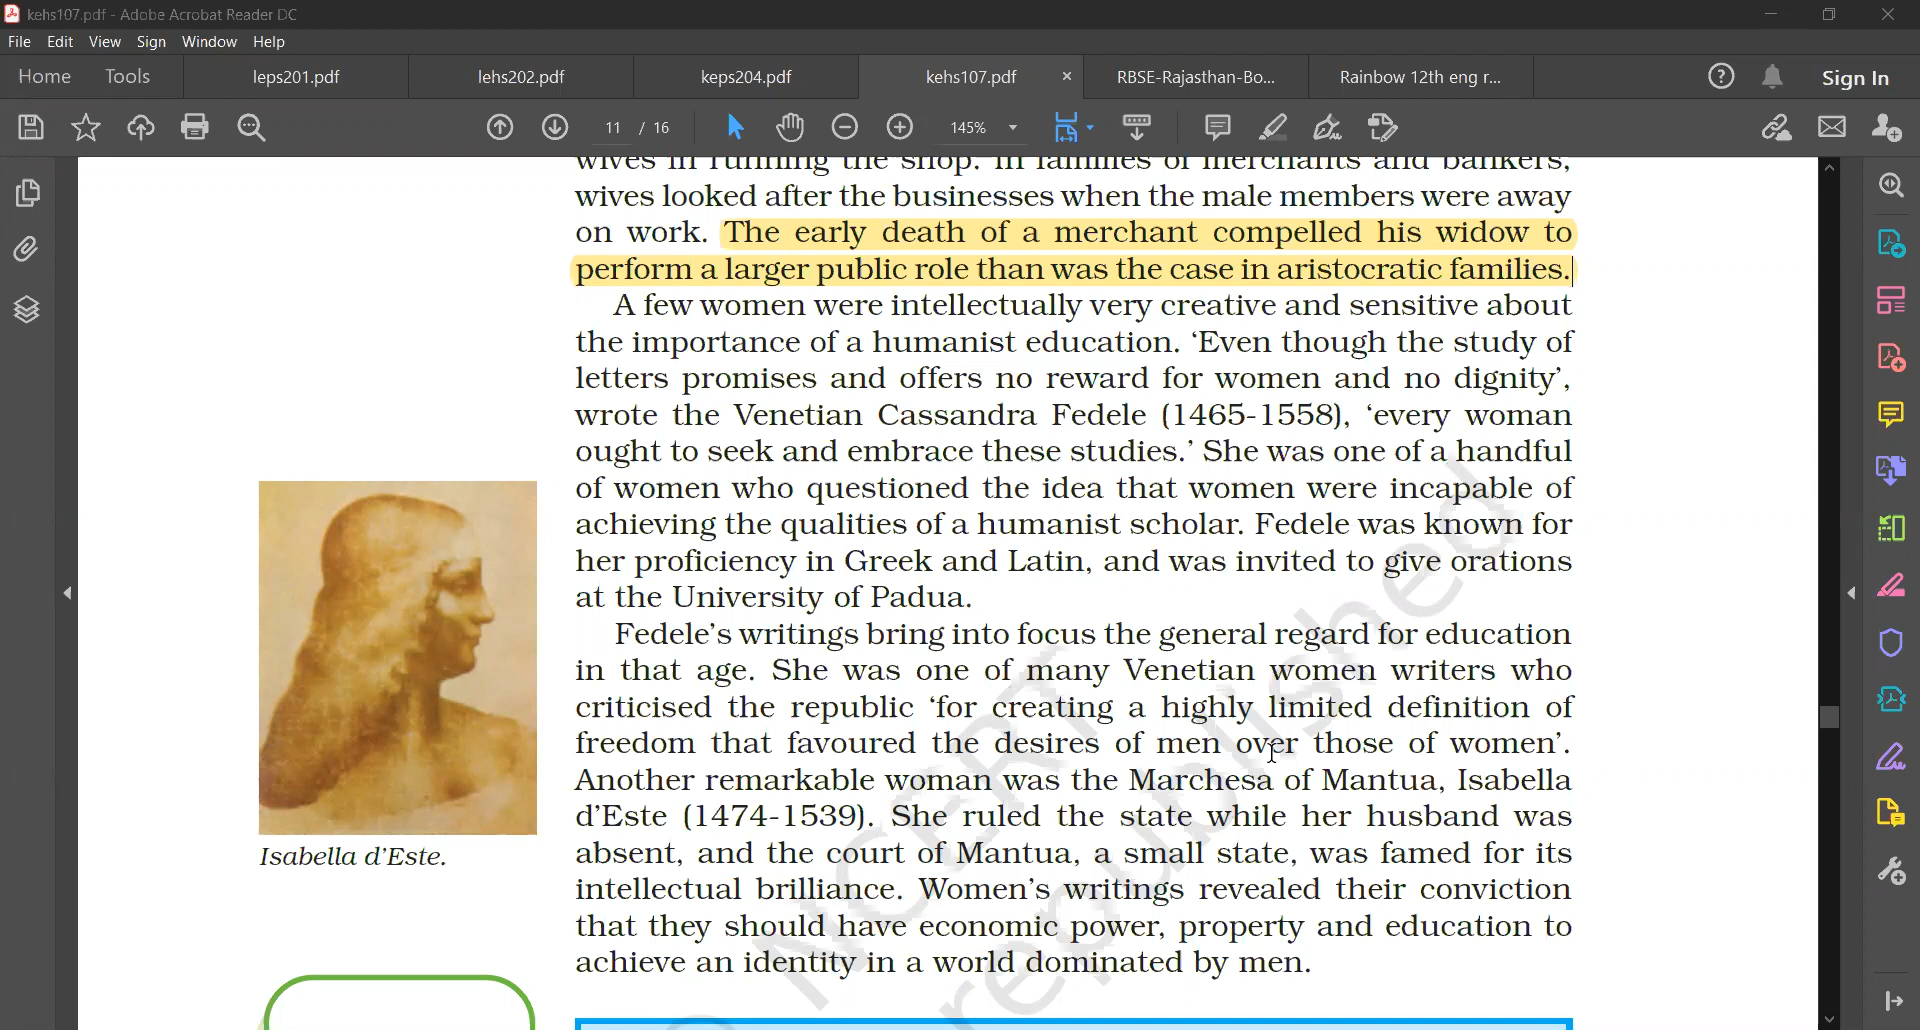 kehs107.pdf - Adobe Acrobat Reader DC
File Edit View Sign Window Help
Home Tools leps201.pdf lehs202.pdf keps204.pdf kehs107.pdf × RBSE-Rajasthan-Bo... Rainbow 12th eng r... Sign In
11 / 16 145%
wives in running the shop. In families of merchants and bankers,
wives looked after the businesses when the male members were away
on work. The early death of a merchant compelled his widow to
perform a larger public role than was the case in aristocratic families.
A few women were intellectually very creative and sensitive about
the importance of a humanist education. ‘Even though the study of
letters promises and offers no reward for women and no dignity’,
wrote the Venetian Cassandra Fedele (1465-1558), ‘every woman
ought to seek and embrace these studies.’ She was one of a handful
of women who questioned the idea that women were incapable of
achieving the qualities of a humanist scholar. Fedele was known for
her proficiency in Greek and Latin, and was invited to give orations
at the University of Padua.
Fedele’s writings bring into focus the general regard for education
in that age. She was one of many Venetian women writers who
criticised the republic ‘for creating a highly limited definition of
freedom that favoured the desires of men over those of women’.
Another remarkable woman was the Marchesa of Mantua, Isabella
d’Este (1474-1539). She ruled the state while her husband was
absent, and the court of Mantua, a small state, was famed for its
intellectual brilliance. Women’s writings revealed their conviction
that they should have economic power, property and education to
achieve an identity in a world dominated by men.
Isabella d’Este.
NCERT
republished